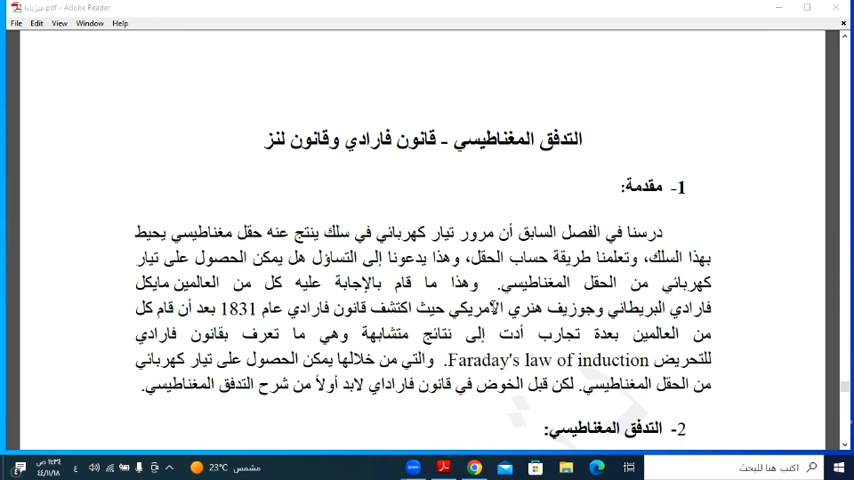 فيزياء٤.pdf - Adobe Reader
File Edit View Window Help
التدفق المغناطيسي - قانون فارادي وقانون لنز
1- مقدمة:
درسنا في الفصل السابق أن مرور تيار كهربائي في سلك ينتج عنه حقل مغناطيسي يحيط
بهذا السلك، وتعلمنا طريقة حساب الحقل، وهذا يدعونا إلى التساؤل هل يمكن الحصول على تيار
كهربائي من الحقل المغناطيسي. وهذا ما قام بالإجابة عليه كل من العالمين مايكل
فارادي البريطاني وجوزيف هنري الأمريكي حيث اكتشف قانون فارادي عام 1831 بعد أن قام كل
من العالمين بعدة تجارب أدت إلى نتائج متشابهة وهي ما تعرف بقانون فارادي
للتحريض Faraday's law of induction. والتي من خلالها يمكن الحصول على تيار كهربائي
من الحقل المغناطيسي. لكن قبل الخوض في قانون فاراداي لابد أولاً من شرح التدفق المغناطيسي.
2- التدفق المغناطيسي:
اكتب هنا للبحث
23°C مشمس
ع
١١:٣٤ ص
٤٤/١١/١٨